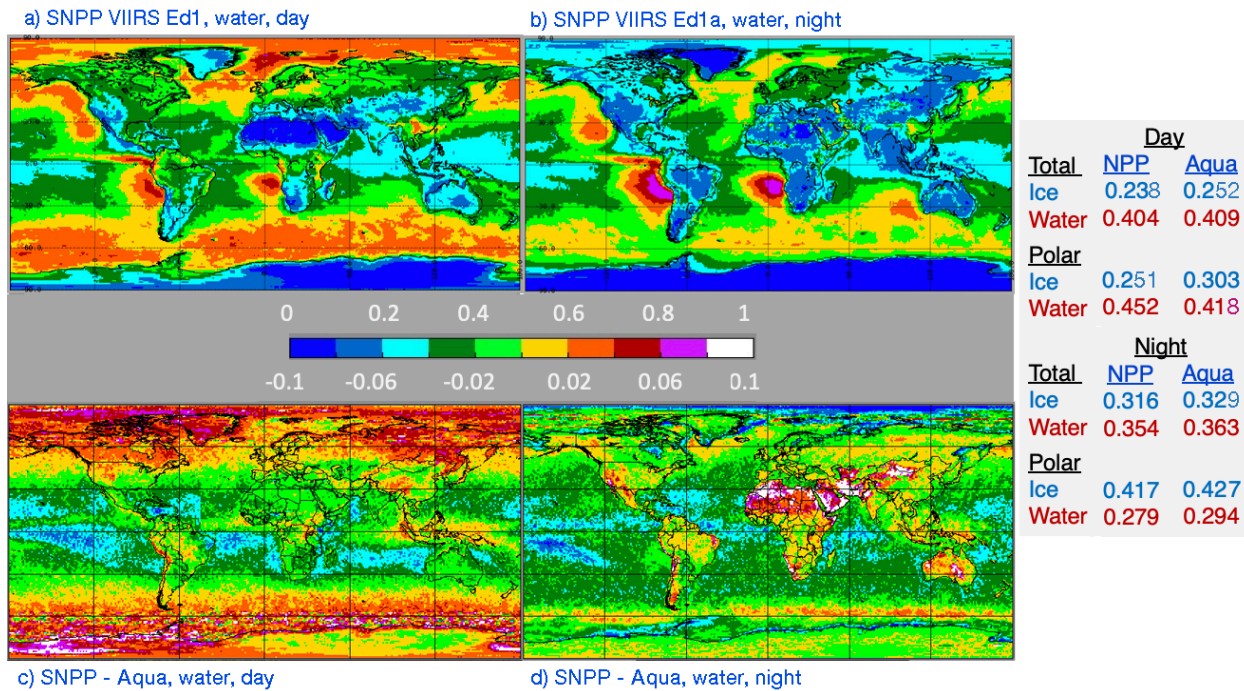 a) SNPP VIIRS Ed1, water, day
b) SNPP VIIRS Ed1a, water, night
0 0.2 0.4 0.6 0.8 1
-0.1 -0.06 -0.02 0.02 0.06 0.1
c) SNPP - Aqua, water, day
d) SNPP - Aqua, water, night
Day
Total NPP Aqua
Ice 0.238 0.252
Water 0.404 0.409
Polar
Ice 0.251 0.303
Water 0.452 0.418
Night
Total NPP Aqua
Ice 0.316 0.329
Water 0.354 0.363
Polar
Ice 0.417 0.427
Water 0.279 0.294